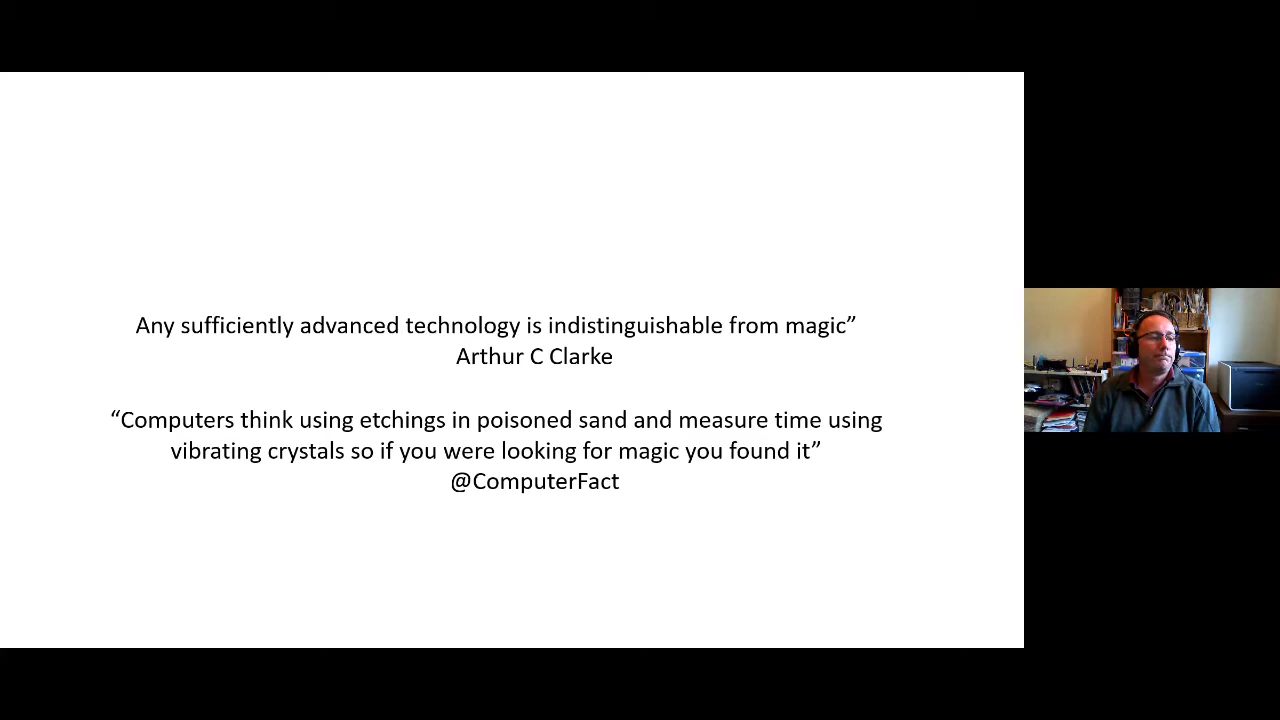 Any sufficiently advanced technology is indistinguishable from magic”
Arthur C Clarke
“Computers think using etchings in poisoned sand and measure time using
vibrating crystals so if you were looking for magic you found it”
@ComputerFact